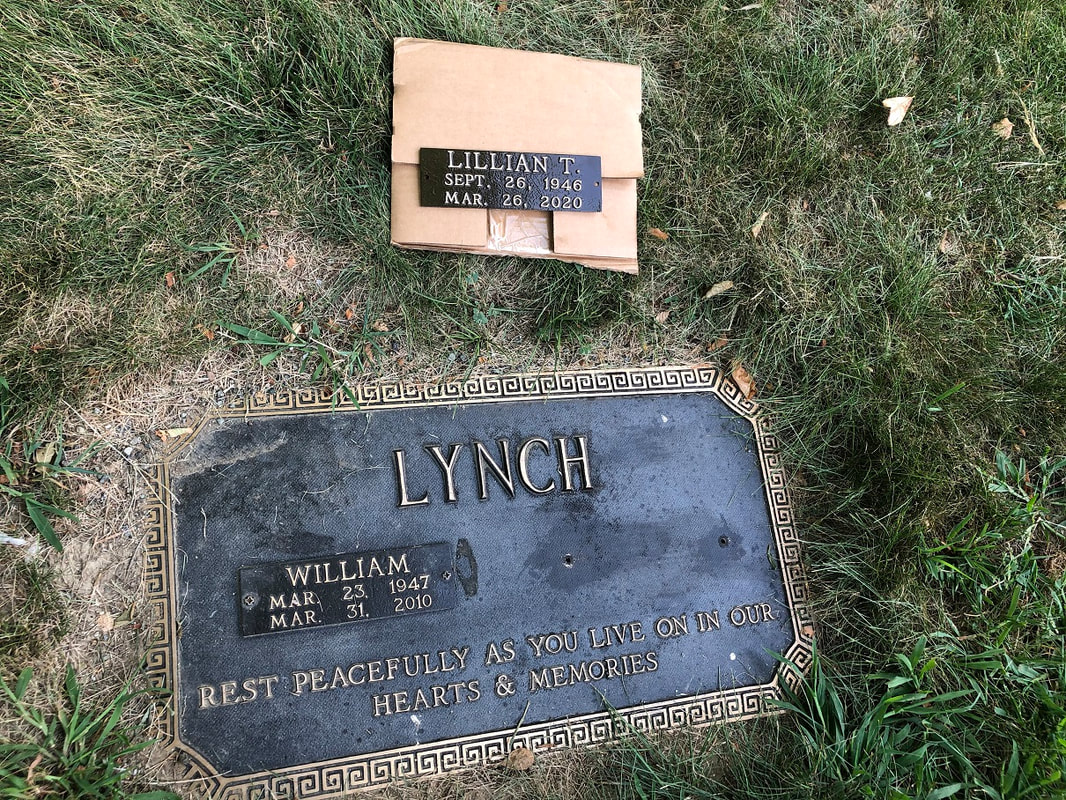 LILLIAN T.
SEPT. 26, 1946
MAR. 26, 2020
LYNCH
WILLIAM
MAR. 23, 1947
MAR. 31, 2010
REST PEACEFULLY AS YOU LIVE ON IN OUR
HEARTS & MEMORIES